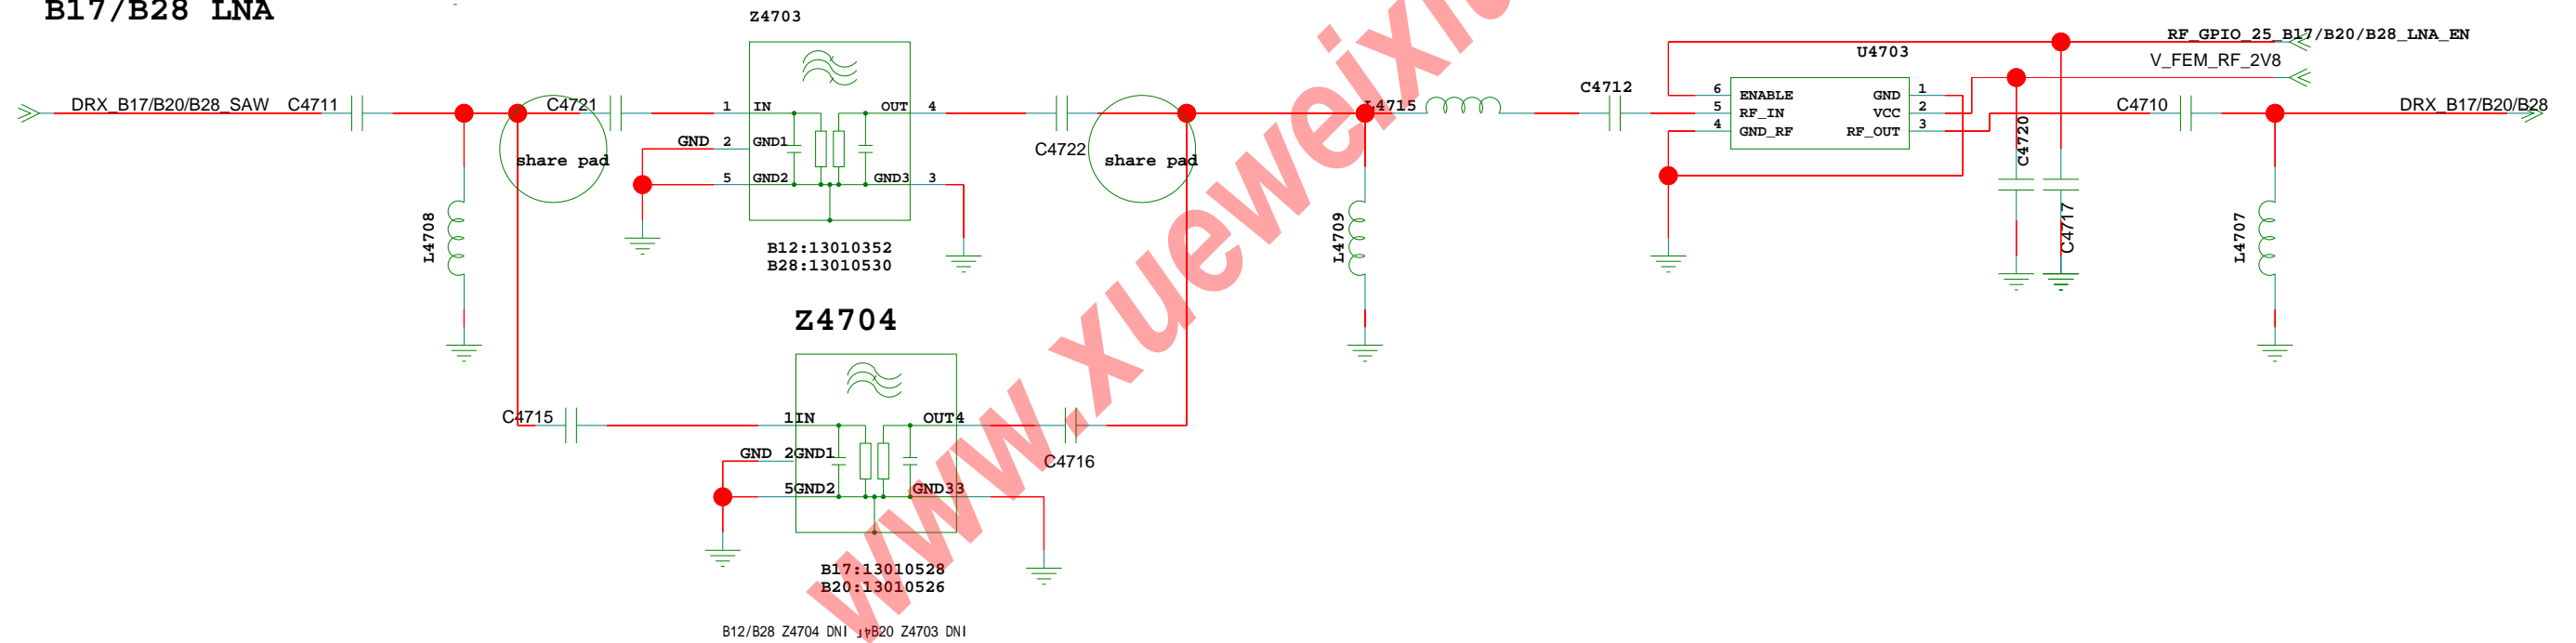 B17/B28 LNA
Z4703
RF_GPIO_25_B17/B20/B28_LNA_EN
U4703
V_FEM_RF_2V8
DRX_B17/B20/B28_SAW C4711 C4721 1 IN OUT 4 L4715 C4712 6 ENABLE GND 1 C4710 DRX_B17/B20/B28
5 RF_IN VCC 2
4 GND_RF RF_OUT 3
GND 2 GND1 C4722 C4720
share pad share pad
5 GND2 GND3 3
L4708 L4709 C4717 L4707
B12:13010352
B28:13010530
Z4704
C4715 1IN OUT4
GND 2GND1 C4716
5GND2 GND33
B17:13010528
B20:13010526
B12/B28 Z4704 DNI B20 Z4703 DNI